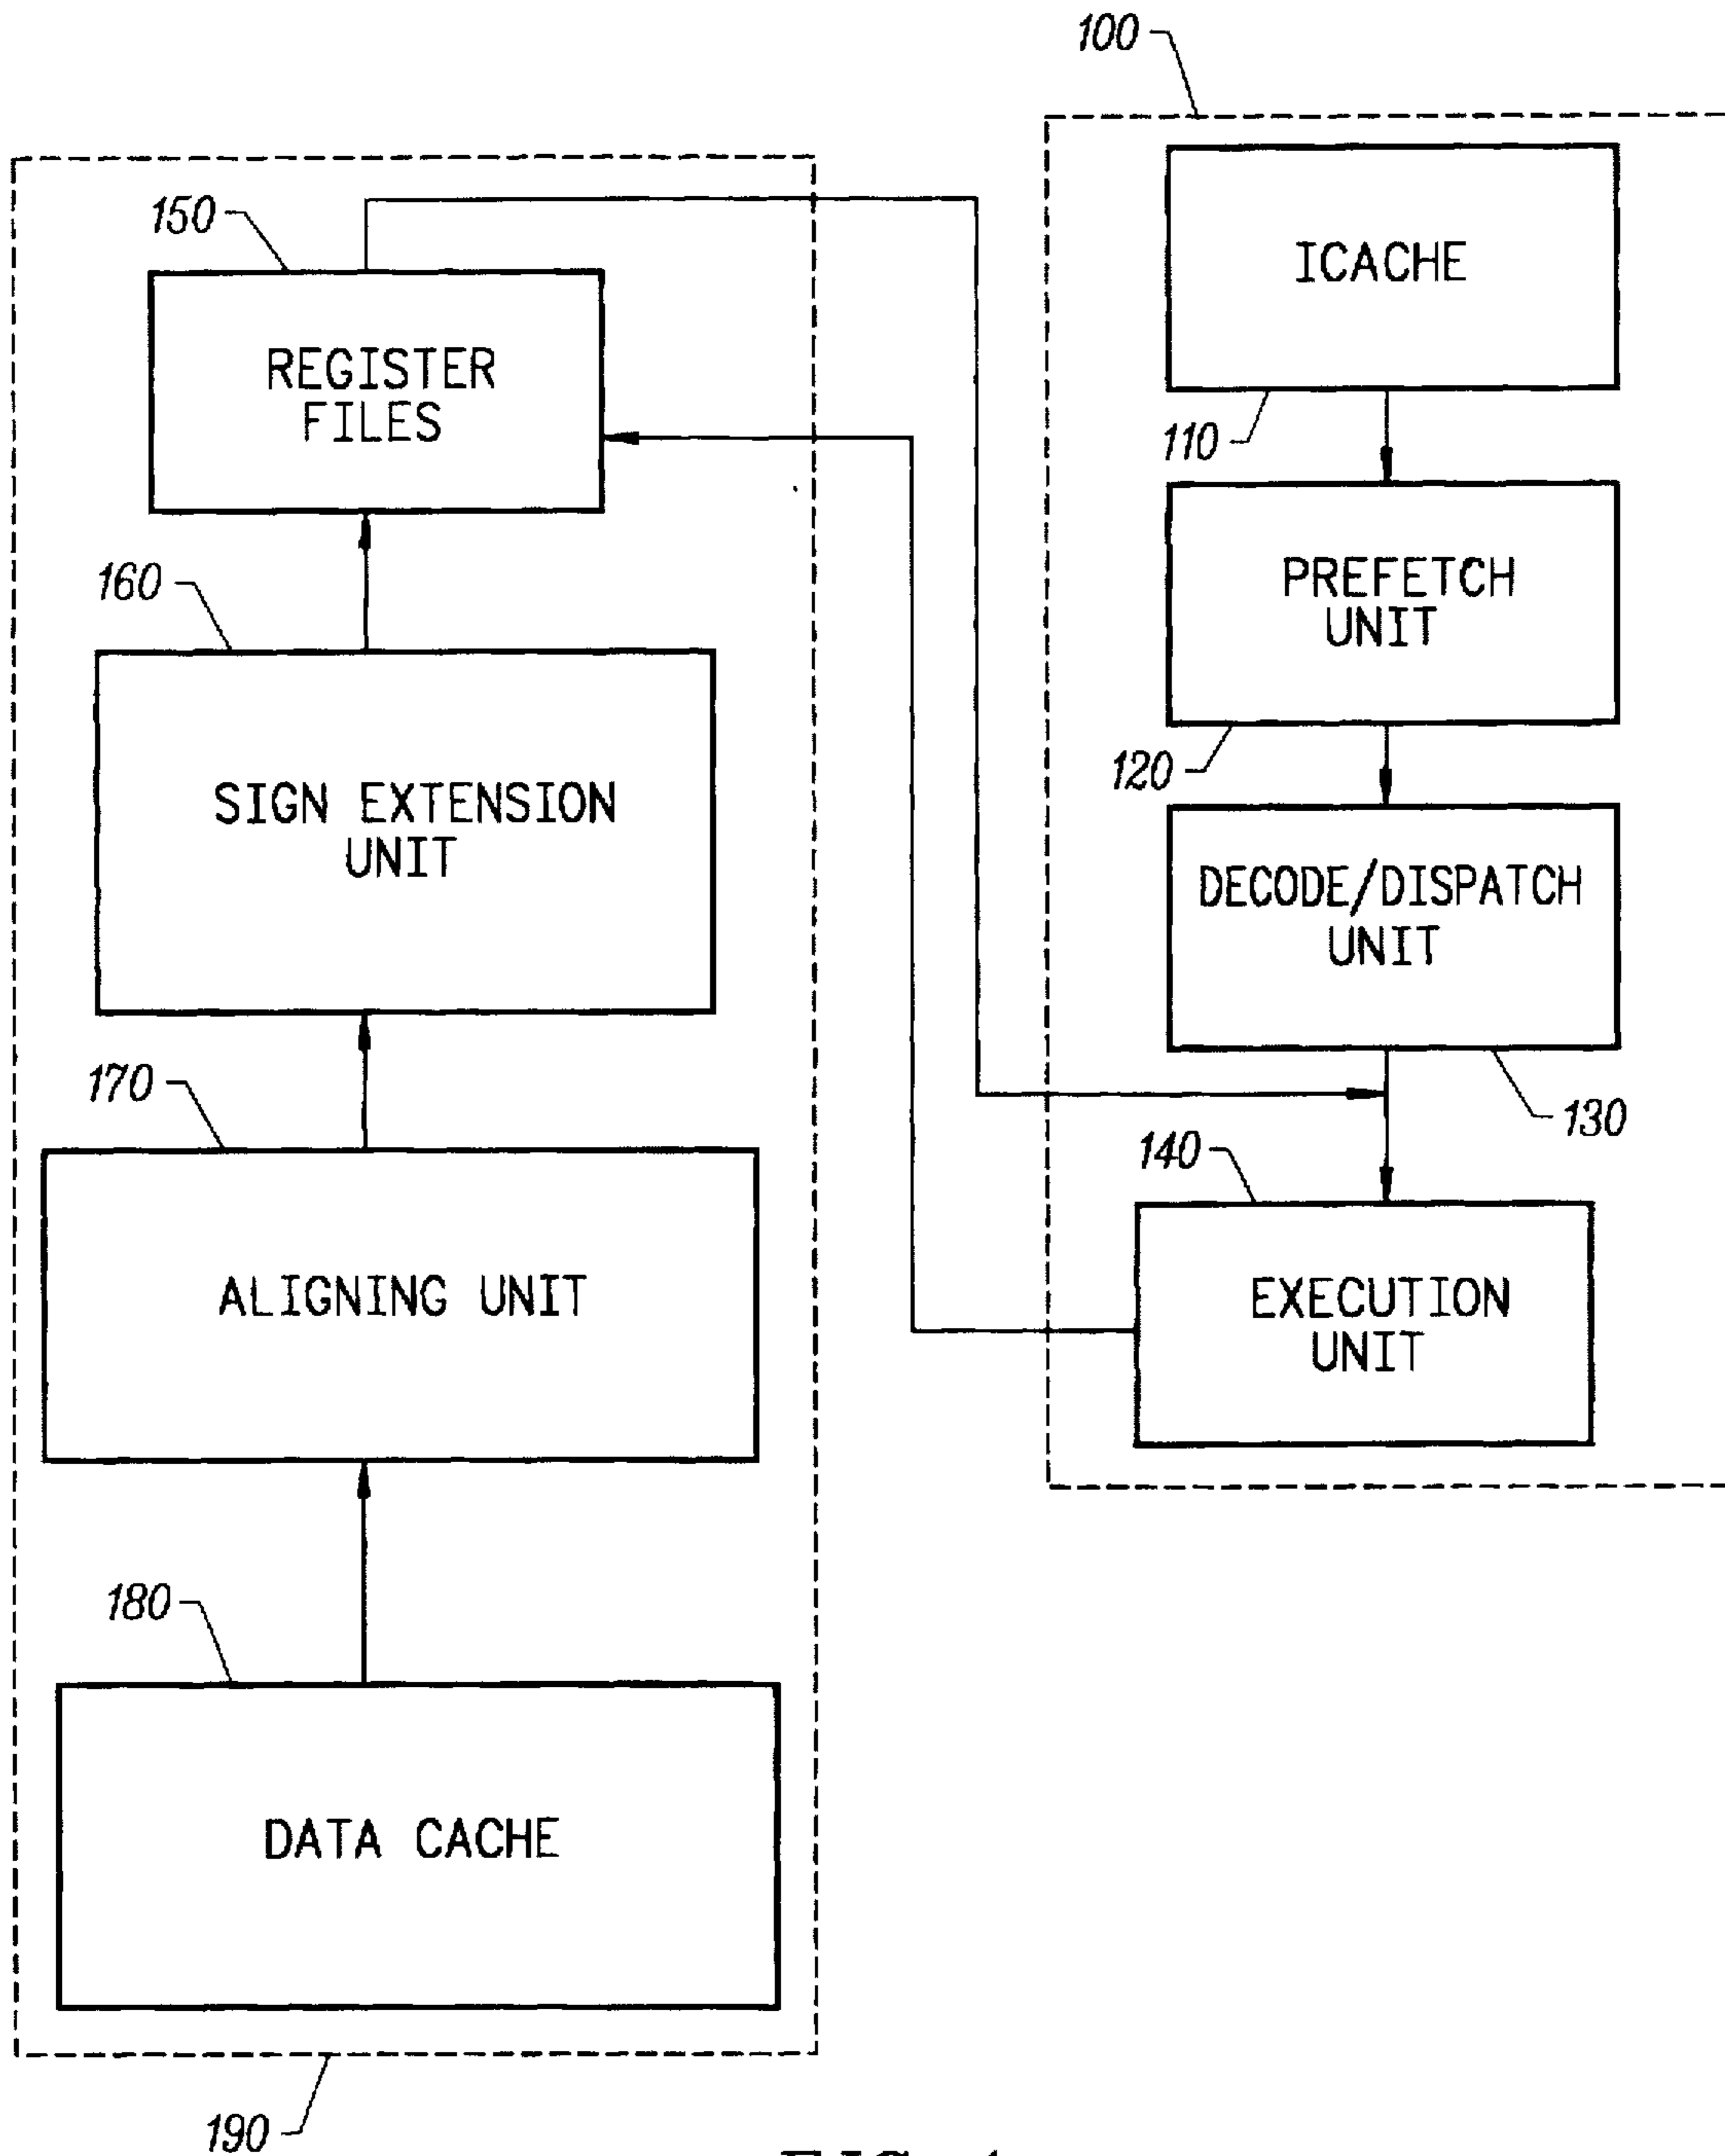 100
ICACHE
150
REGISTER
FILES
110
PREFETCH
UNIT
160
120
SIGN EXTENSION
UNIT
DECODE/DISPATCH
UNIT
170
130
140
ALIGNING UNIT
EXECUTION
UNIT
180
DATA CACHE
190